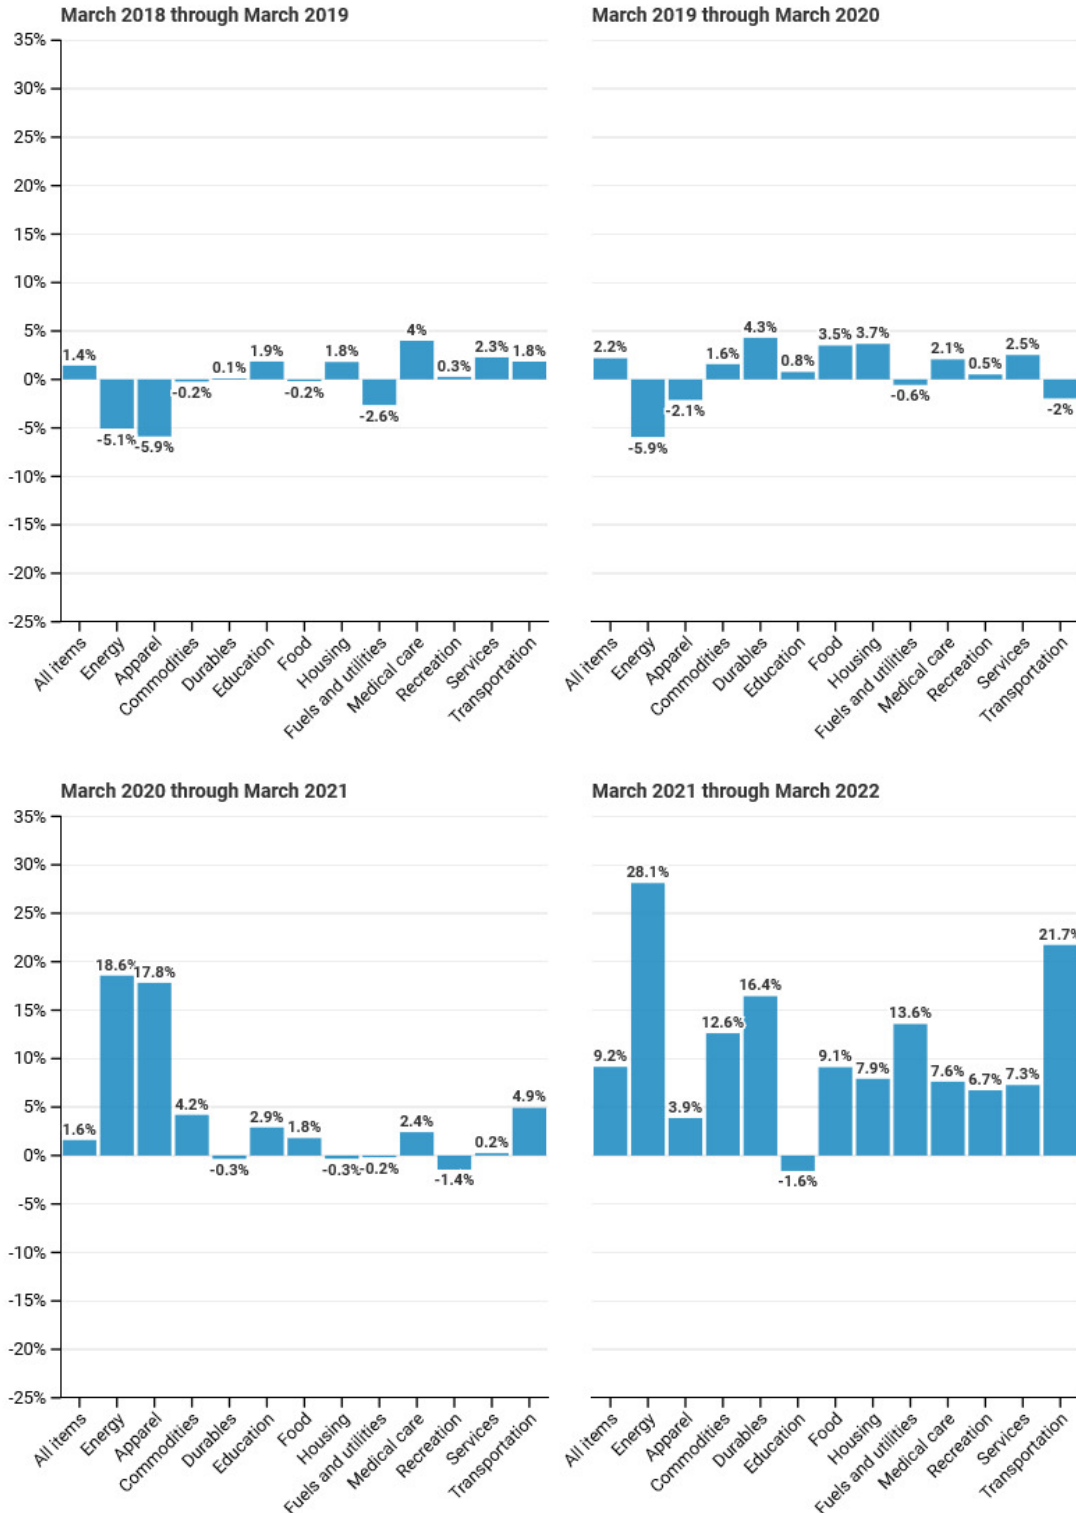 March 2018 through March 2019
35%
30%
25%
20%
15%
10%
5%
0%
-5%
-10%
-15%
-20%
-25%
1.4%
-5.1%
-5.9%
-0.2%
0.1%
1.9%
-0.2%
1.8%
-2.6%
4%
0.3%
2.3%
1.8%
All items
Energy
Apparel
Commodities
Durables
Education
Food
Housing
Fuels and utilities
Medical care
Recreation
Services
Transportation
March 2019 through March 2020
2.2%
-5.9%
-2.1%
1.6%
4.3%
0.8%
3.5%
3.7%
-0.6%
2.1%
0.5%
2.5%
-2%
All items
Energy
Apparel
Commodities
Durables
Education
Food
Housing
Fuels and utilities
Medical care
Recreation
Services
Transportation
March 2020 through March 2021
35%
30%
25%
20%
15%
10%
5%
0%
-5%
-10%
-15%
-20%
-25%
1.6%
18.6%
17.8%
4.2%
-0.3%
2.9%
1.8%
-0.3%
-0.2%
2.4%
-1.4%
0.2%
4.9%
All items
Energy
Apparel
Commodities
Durables
Education
Food
Housing
Fuels and utilities
Medical care
Recreation
Services
Transportation
March 2021 through March 2022
9.2%
28.1%
3.9%
12.6%
16.4%
-1.6%
9.1%
7.9%
13.6%
7.6%
6.7%
7.3%
21.7%
All items
Energy
Apparel
Commodities
Durables
Education
Food
Housing
Fuels and utilities
Medical care
Recreation
Services
Transportation